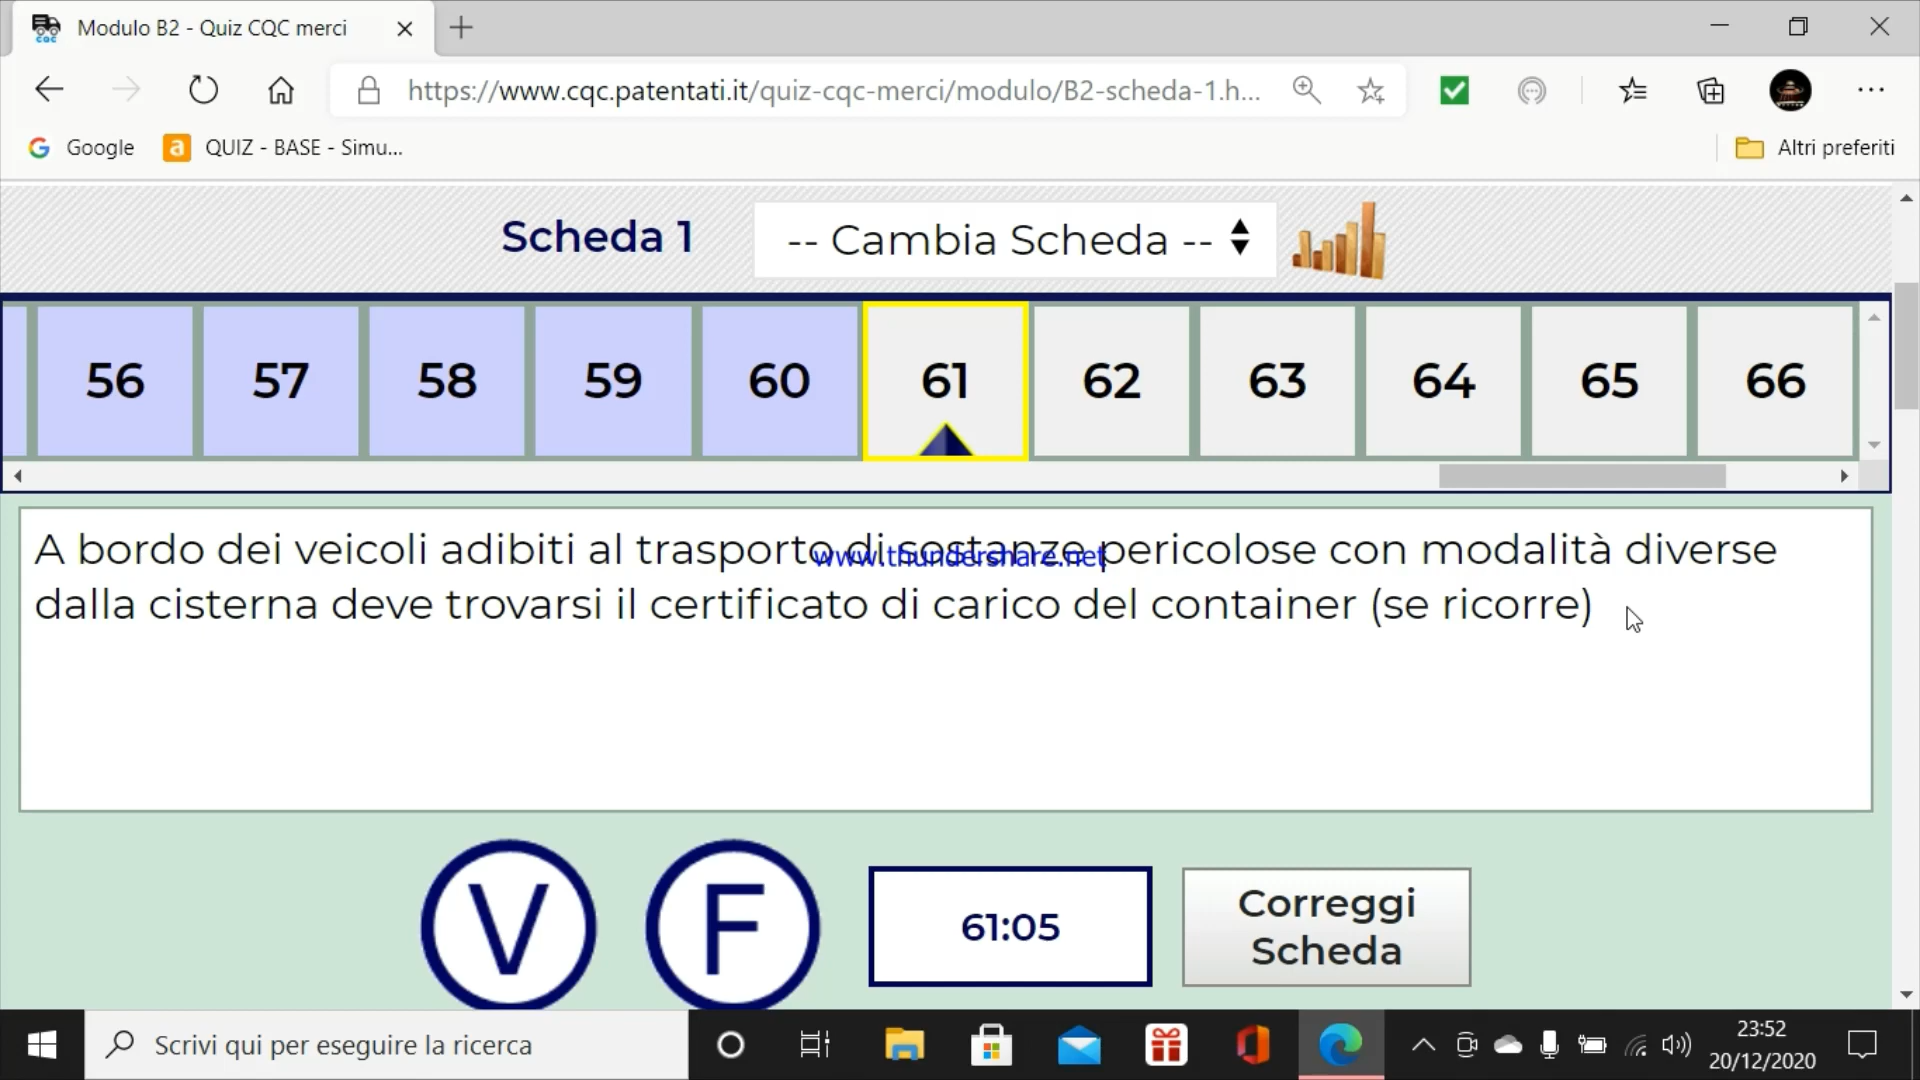 Modulo B2 - Quiz CQC merci
https://www.cqc.patentati.it/quiz-cqc-merci/modulo/B2-scheda-1.h...
Google
a
QUIZ - BASE - Simu...
Altri preferiti
Scheda 1
-- Cambia Scheda --
56 57 58 59 60 61 62 63 64 65 66
A bordo dei veicoli adibiti al trasporto di sostanze pericolose con modalità diverse
www.thundershare.net
dalla cisterna deve trovarsi il certificato di carico del container (se ricorre)
V F 61:05
Correggi
Scheda
Scrivi qui per eseguire la ricerca
23:52
20/12/2020